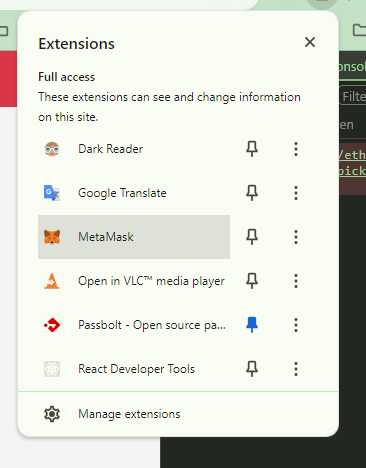 Extensions
Full access
These extensions can see and change information
on this site.
Dark Reader
Google Translate
MetaMask
Open in VLC™ media player
Passbolt - Open source pa...
React Developer Tools
Manage extensions
onso
Filte
en
/eth
pick